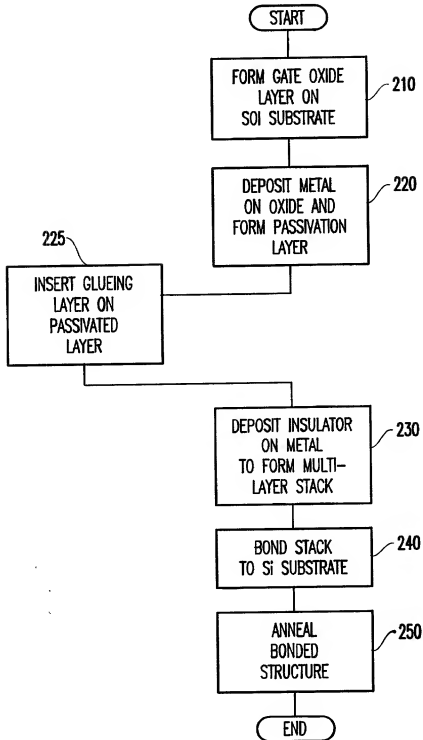 START
FORM GATE OXIDE
LAYER ON
SOI SUBSTRATE
210
DEPOSIT METAL
ON OXIDE AND
FORM PASSIVATION
LAYER
220
225
INSERT GLUEING
LAYER ON
PASSIVATED
LAYER
DEPOSIT INSULATOR
ON METAL
TO FORM MULTI-
LAYER STACK
230
BOND STACK
TO Si SUBSTRATE
240
ANNEAL
BONDED
STRUCTURE
250
END